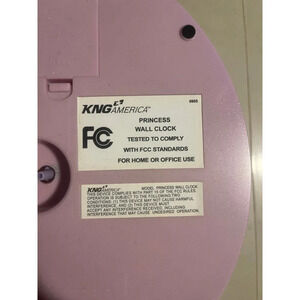 KNG AMERICA™
0905
PRINCESS
WALL CLOCK
FC TESTED TO COMPLY
WITH FCC STANDARDS
FOR HOME OR OFFICE USE
KNG AMERICA™ MODEL: PRINCESS WALL CLOCK
THIS DEVICE COMPLIES WITH PART 15 OF THE FCC RULES
OPERATION IS SUBJECT TO THE FOLLOWING TWO
CONDITIONS: (1) THIS DEVICE MAY NOT CAUSE HARMFUL
INTERFERENCE, AND (2) THIS DEVICE MUST
ACCEPT ANY INTERFERENCE RECEIVED, INCLUDING
INTERFERENCE THAT MAY CAUSE UNDESIRED OPERATION.